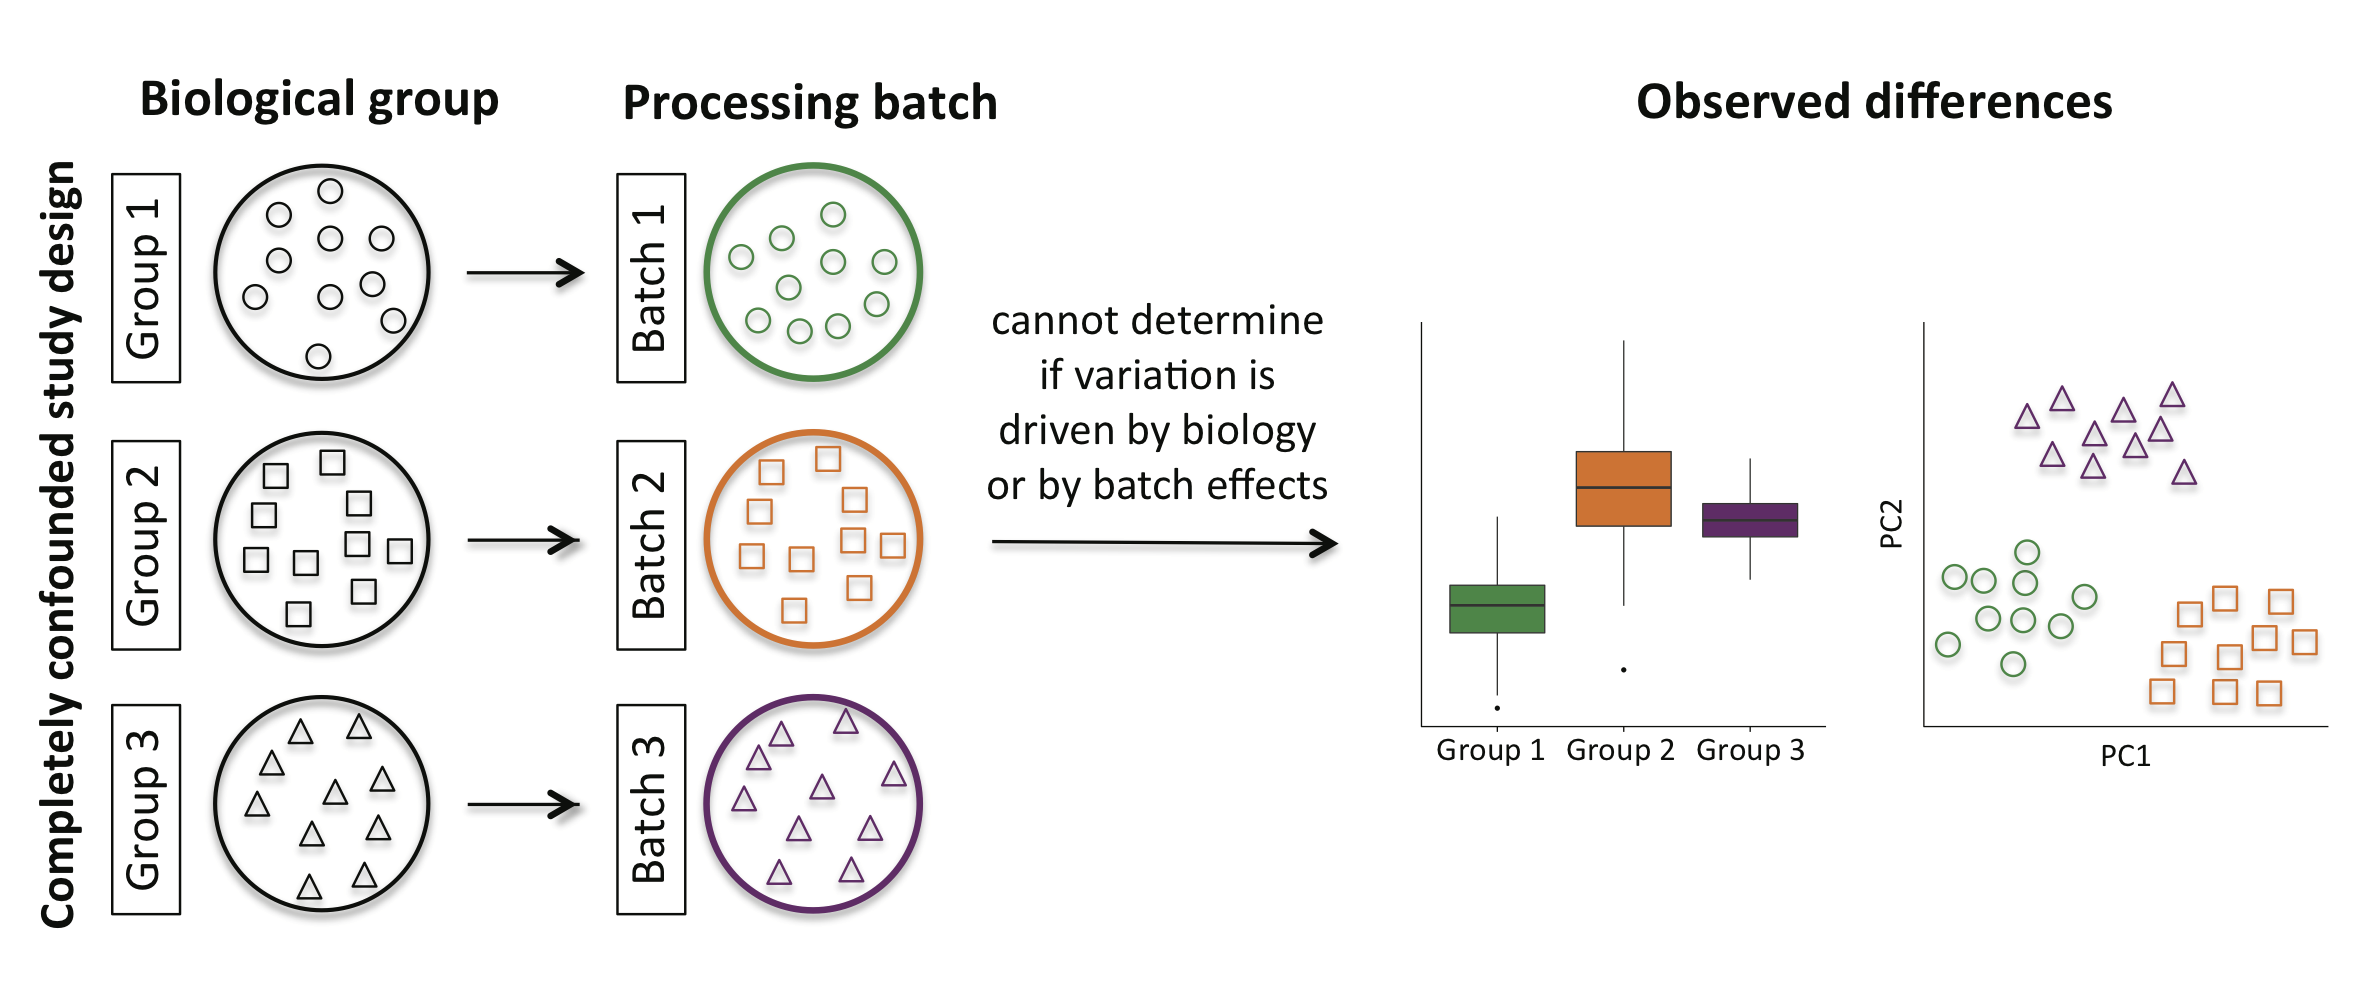 Biological group
Processing batch
Observed differences
Completely confounded study design
Group 1
Batch 1
Group 2
Batch 2
Group 3
Batch 3
cannot determine
if variation is
driven by biology
or by batch effects
Group 1 Group 2 Group 3
PC2
PC1